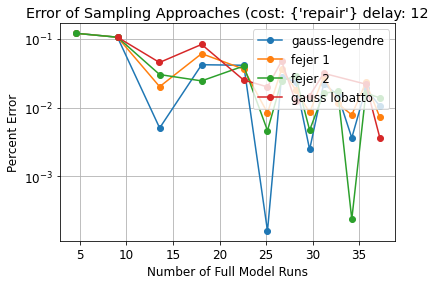 Error of Sampling Approaches (cost: {'repair'} delay: 12
Percent Error
10⁻¹
10⁻²
10⁻³
gauss-legendre
fejer 1
fejer 2
gauss lobatto
5 10 15 20 25 30 35
Number of Full Model Runs